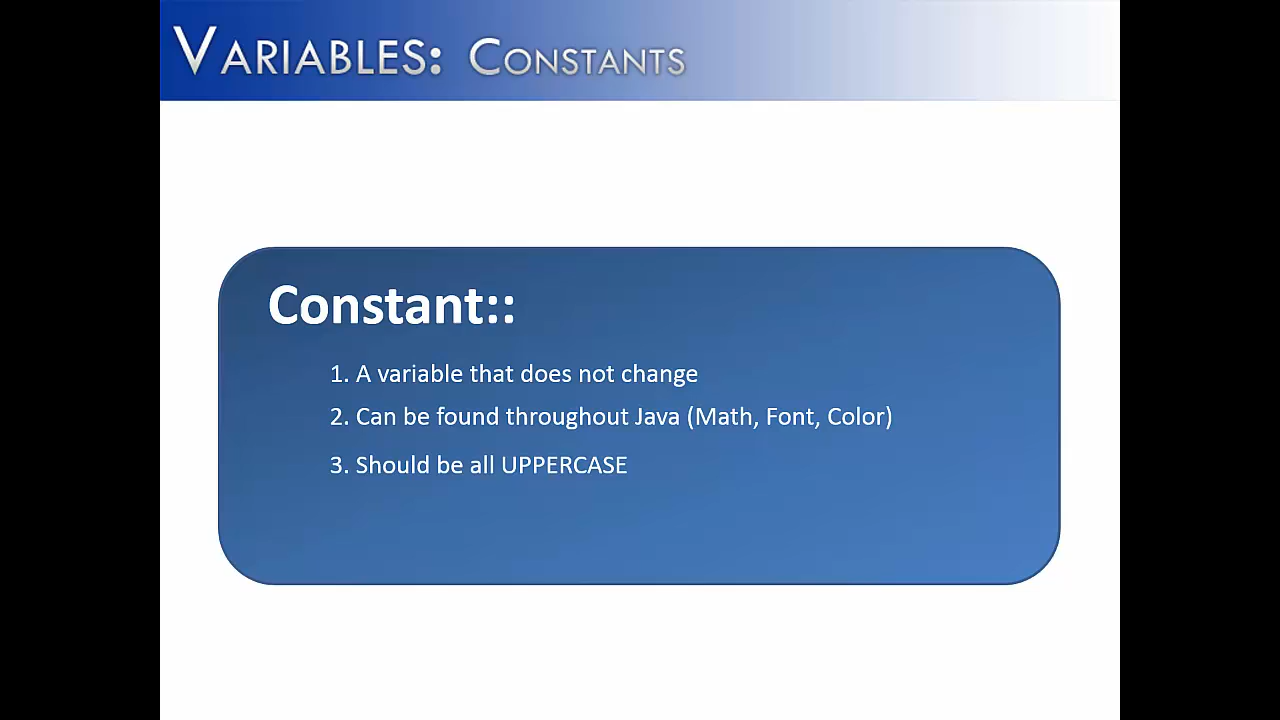 VARIABLES: CONSTANTS
Constant::
1. A variable that does not change
2. Can be found throughout Java (Math, Font, Color)
3. Should be all UPPERCASE